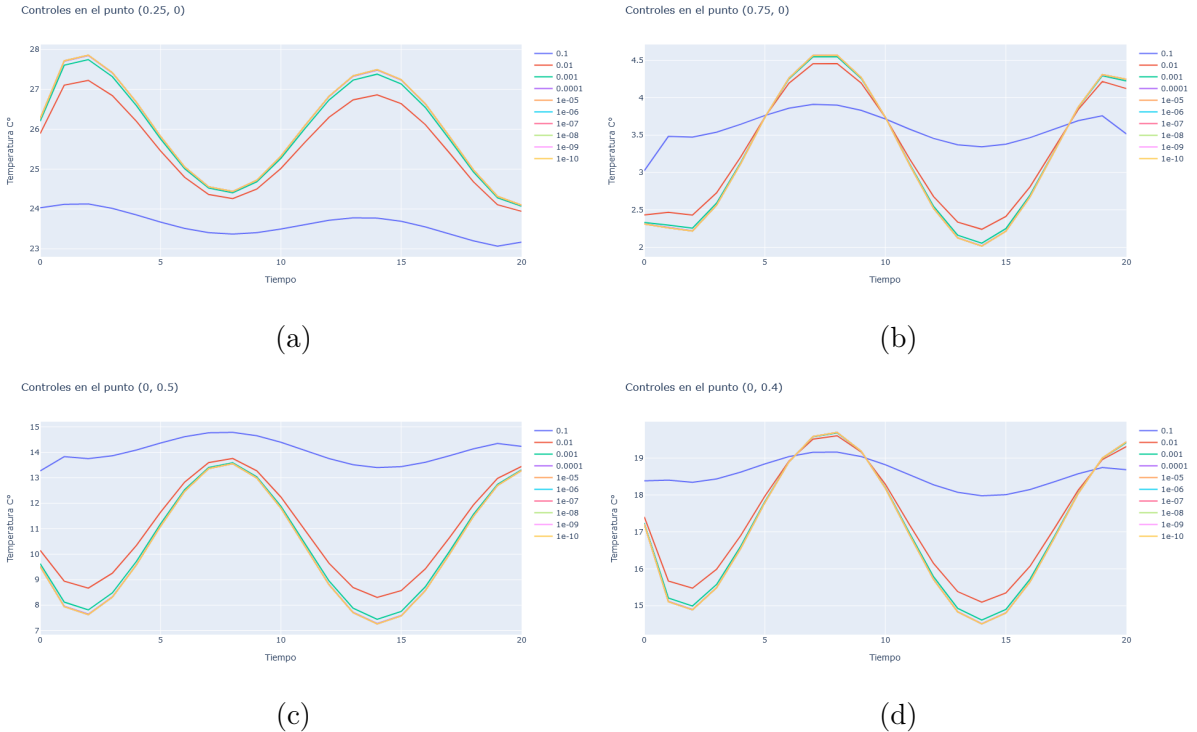 Controles en el punto (0.25, 0)
28
27
26
25
24
23
0
5
10
15
20
Temperatura C°
Tiempo
0.1
0.01
0.001
0.0001
1e-05
1e-06
1e-07
1e-08
1e-09
1e-10
(a)
Controles en el punto (0.75, 0)
4.5
4
3.5
3
2.5
2
0
5
10
15
20
Temperatura C°
Tiempo
0.1
0.01
0.001
0.0001
1e-05
1e-06
1e-07
1e-08
1e-09
1e-10
(b)
Controles en el punto (0, 0.5)
15
14
13
12
11
10
9
8
7
0
5
10
15
20
Temperatura C°
Tiempo
0.1
0.01
0.001
0.0001
1e-05
1e-06
1e-07
1e-08
1e-09
1e-10
(c)
Controles en el punto (0, 0.4)
19
18
17
16
15
0
5
10
15
20
Temperatura C°
Tiempo
0.1
0.01
0.001
0.0001
1e-05
1e-06
1e-07
1e-08
1e-09
1e-10
(d)